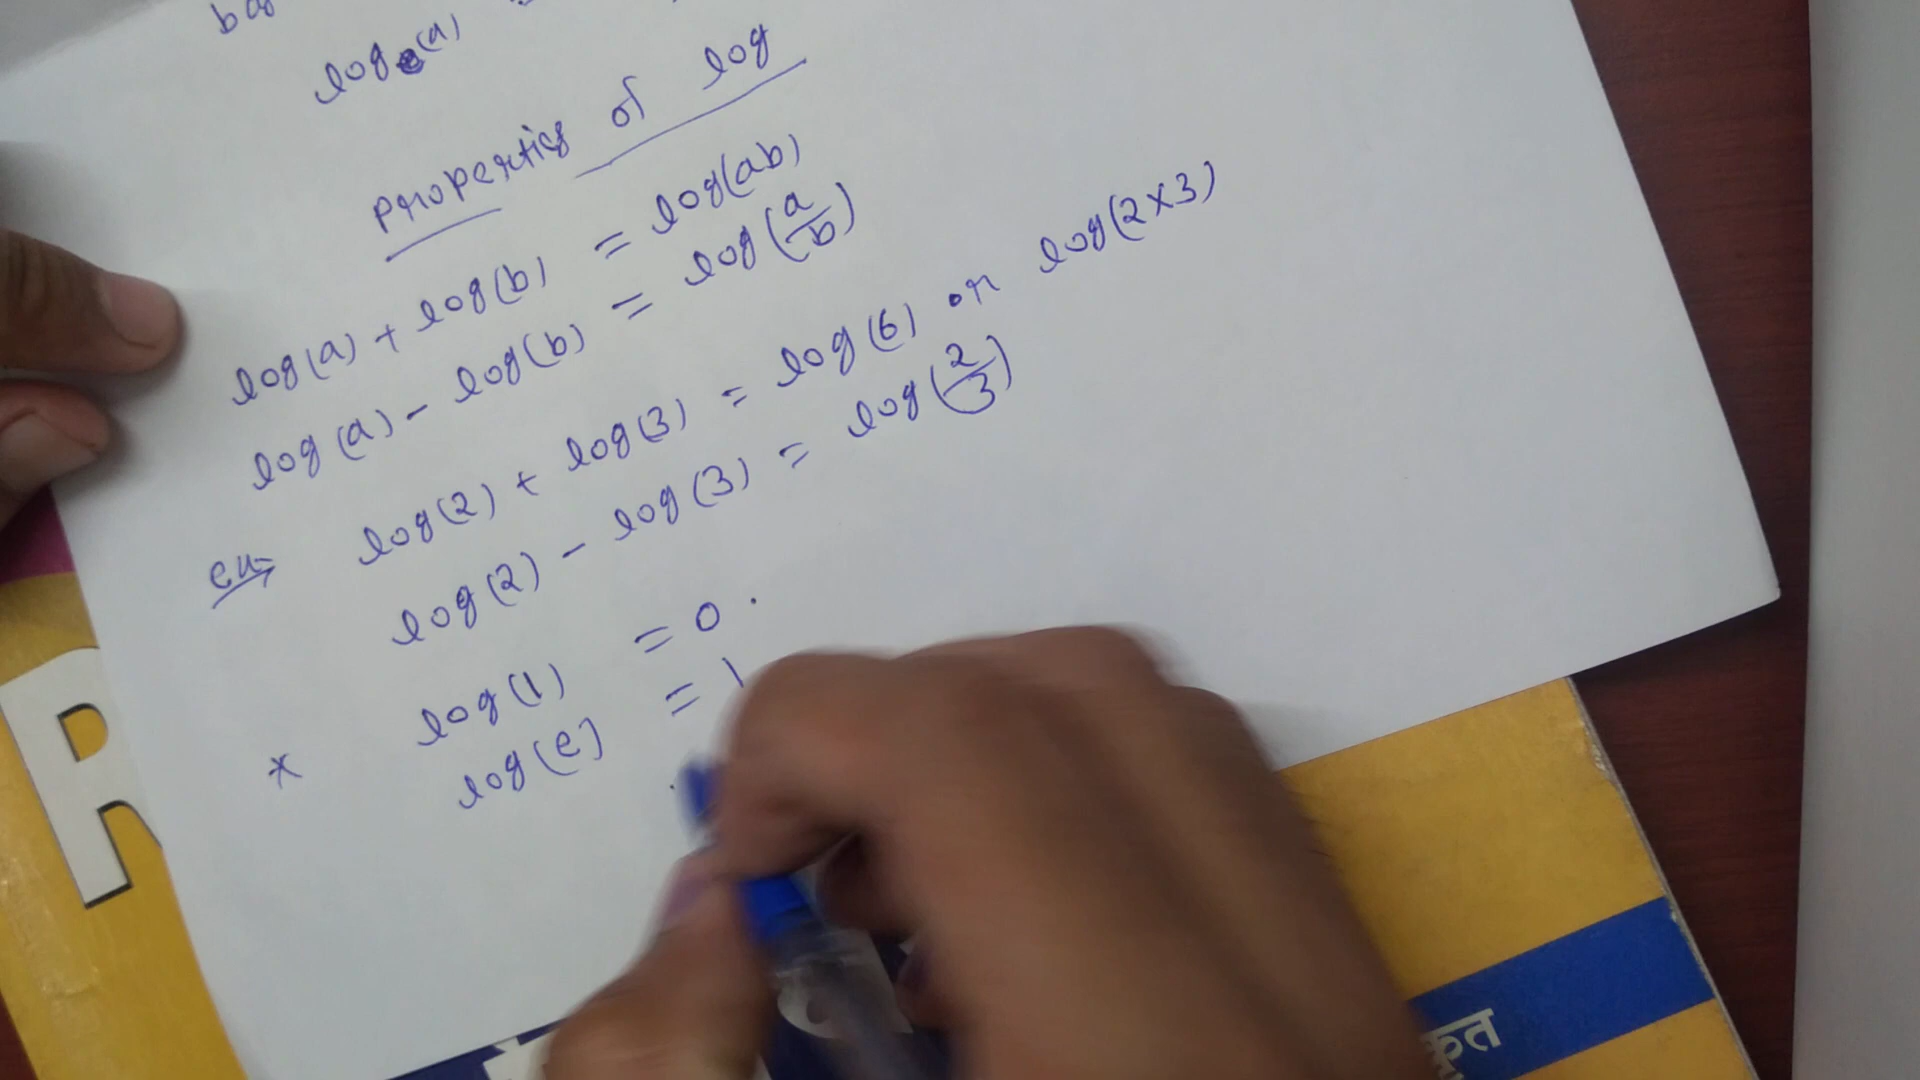 log e (a)
Properties of log
log(a) + log(b) = log(ab)
log(a) - log(b) = log(a/b)
ex→ log(2) + log(3) = log(6) or log(2×3)
log(2) - log(3) = log(2/3)
* log(1) = 0.
log(e) = 1
R